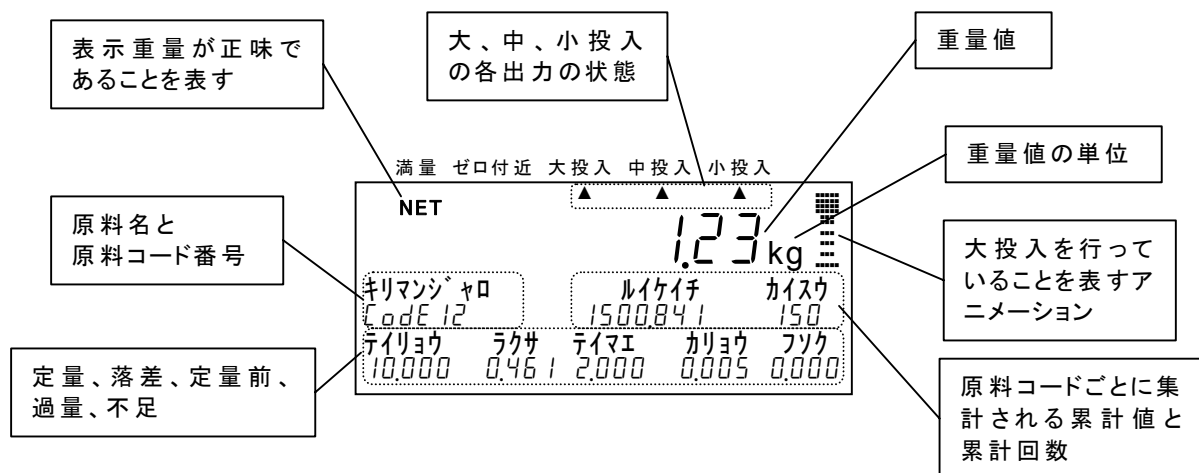 表示重量が正味で
あることを表す
大、中、小投入
の各出力の状態
重量値
重量値の単位
満量 ゼロ付近 大投入 中投入 小投入
▲ ▲ ▲
NET
1.23 kg
原料名と
原料コード番号
大投入を行って
いることを表すア
ニメーション
キリマンジャロ ルイケイチ カイスウ
CodE 12 1500.841 150
テイリョウ ラクサ テイマエ カリョウ フソク
10.000 0.461 2.000 0.005 0.000
定量、落差、定量前、
過量、不足
原料コードごとに集
計される累計値と
累計回数